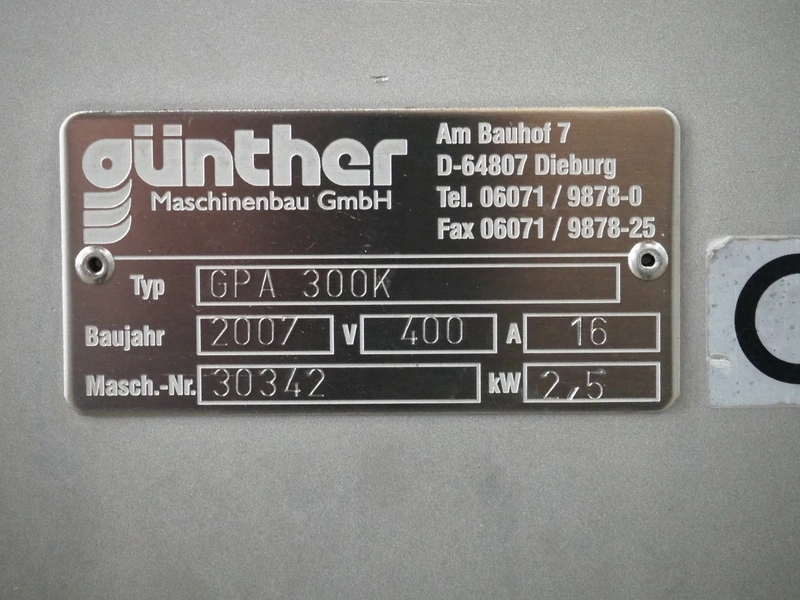 günther
Maschinenbau GmbH
Am Bauhof 7
D-64807 Dieburg
Tel. 06071 / 9878-0
Fax 06071 / 9878-25
Typ GPA 300K
Baujahr 2007 V 400 A 16
Masch.-Nr. 30342 kW 2,5